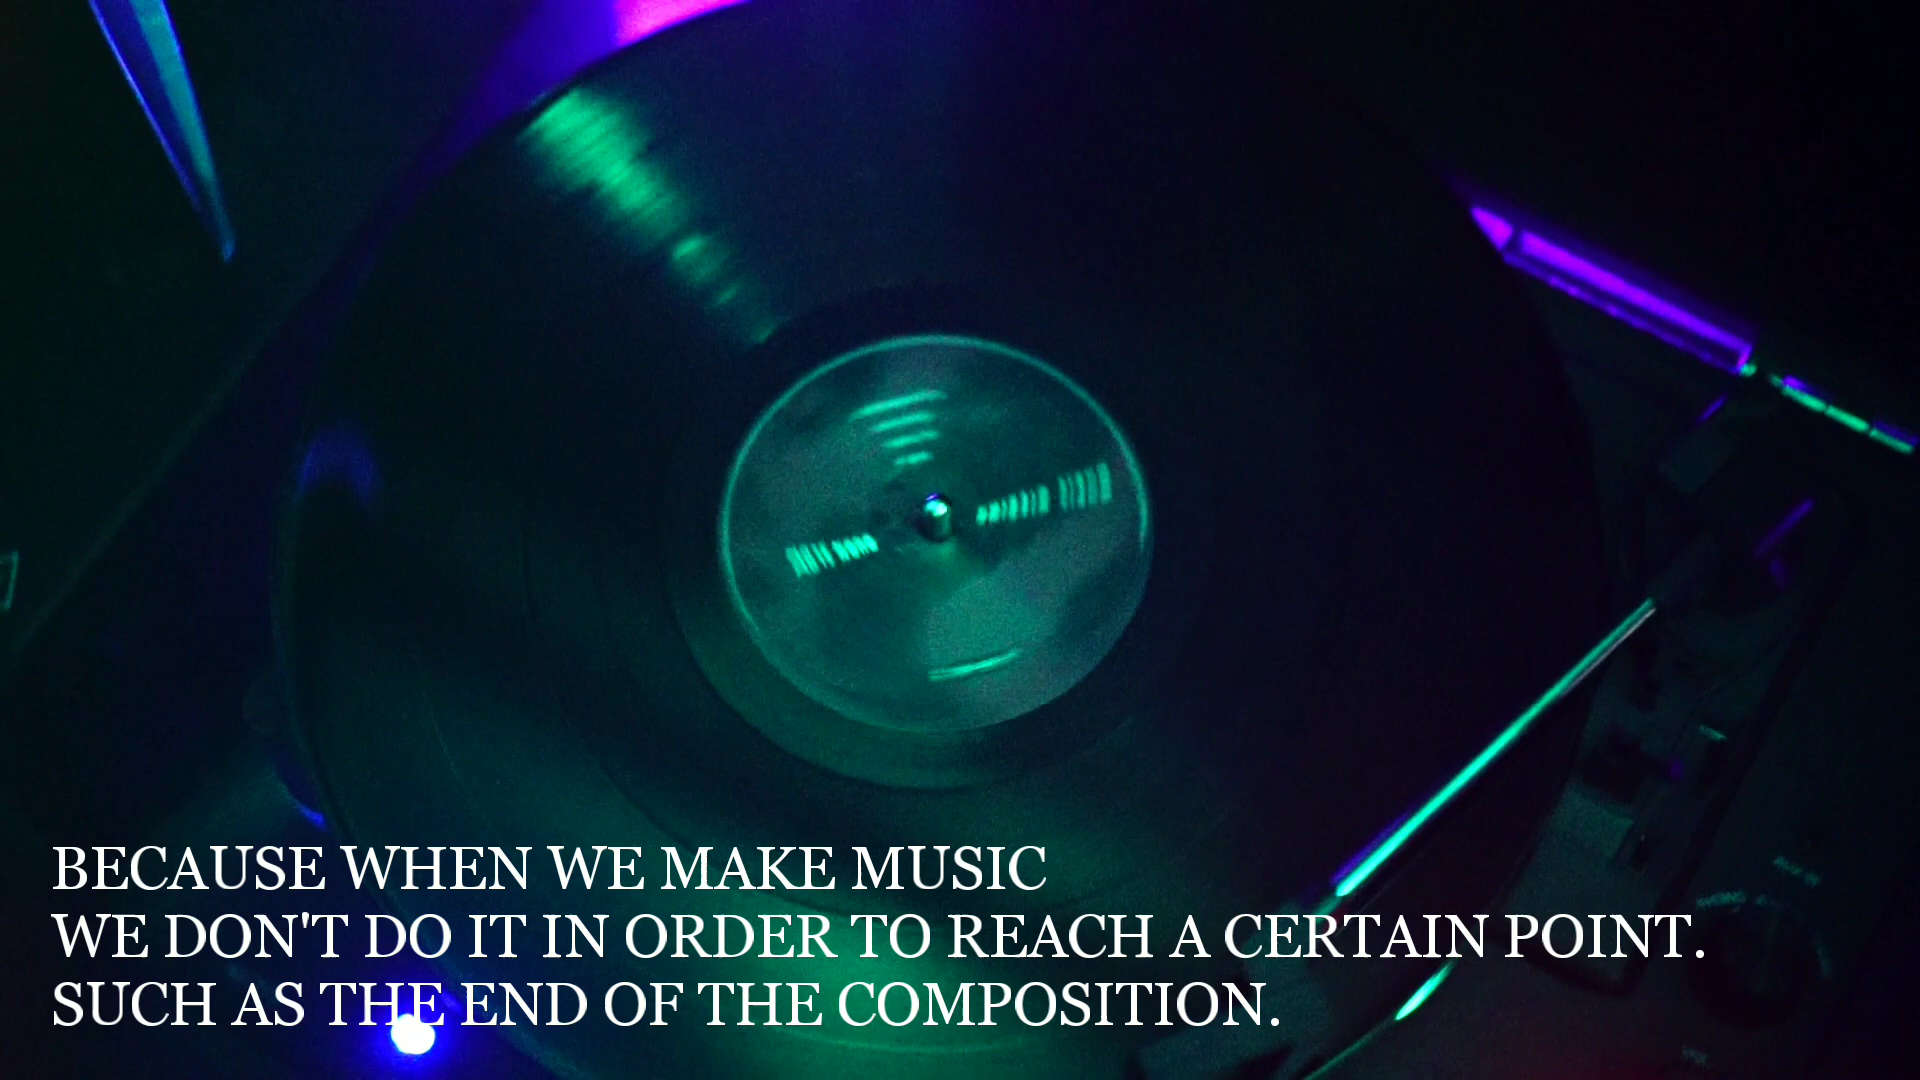 BECAUSE WHEN WE MAKE MUSIC
WE DON'T DO IT IN ORDER TO REACH A CERTAIN POINT.
SUCH AS THE END OF THE COMPOSITION.